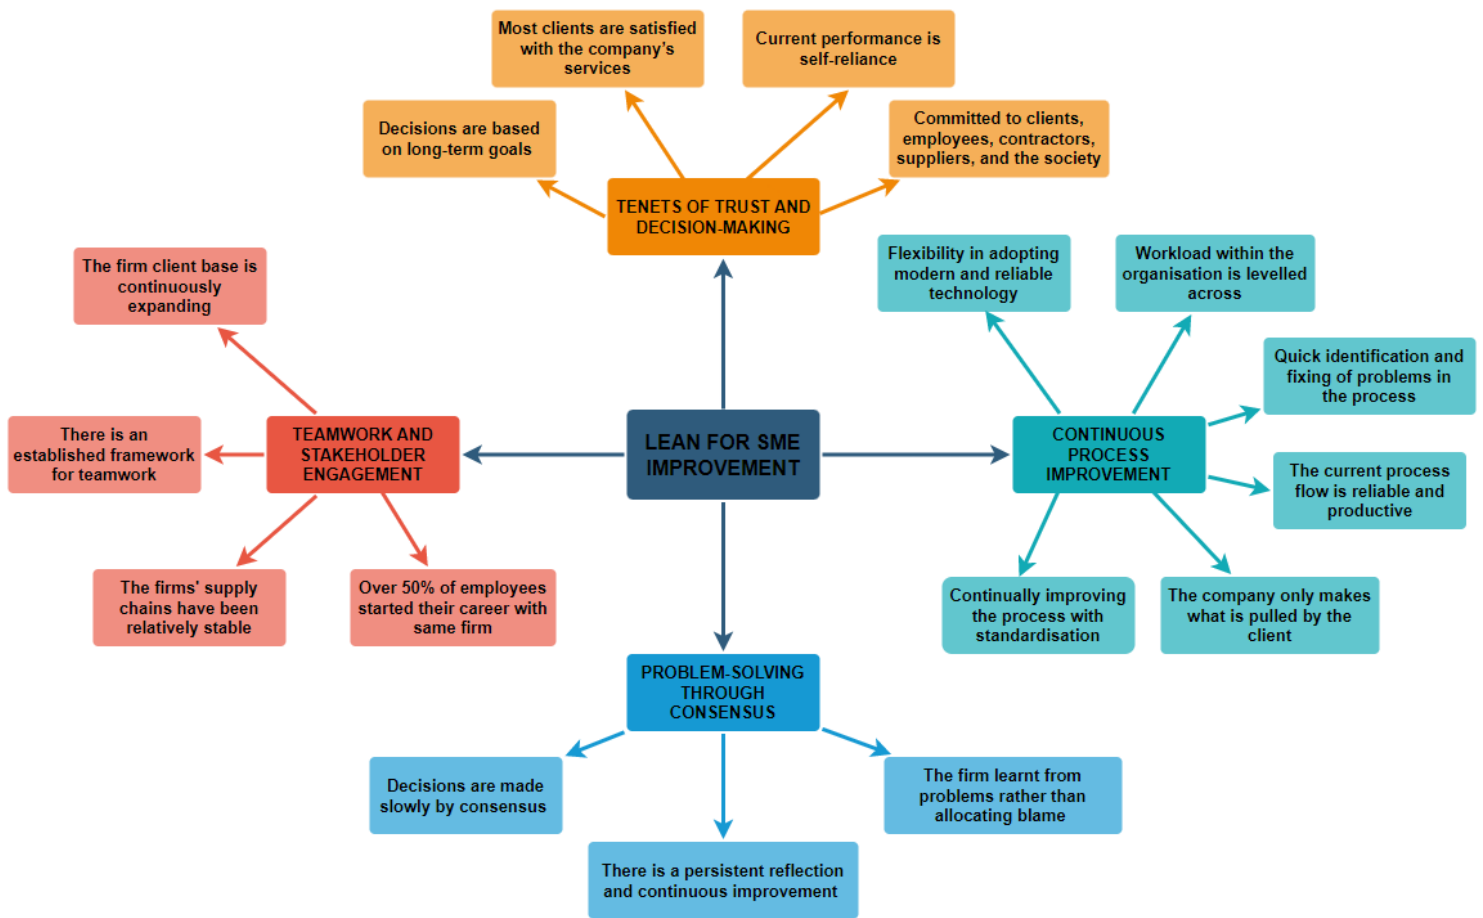 Most clients are satisfied
with the company's
services
Current performance is
self-reliance
Decisions are based
on long-term goals
Committed to clients,
employees, contractors,
suppliers, and the society
TENETS OF TRUST AND
DECISION-MAKING
The firm client base is
continuously
expanding
Flexibility in adopting
modern and reliable
technology
Workload within the
organisation is levelled
across
Quick identification and
fixing of problems in
the process
There is an
established framework
for teamwork
TEAMWORK AND
STAKEHOLDER
ENGAGEMENT
LEAN FOR SME
IMPROVEMENT
CONTINUOUS
PROCESS
IMPROVEMENT
The current process
flow is reliable and
productive
The firms' supply
chains have been
relatively stable
Over 50% of employees
started their career with
same firm
Continually improving
the process with
standardisation
The company only makes
what is pulled by the
client
PROBLEM-SOLVING
THROUGH
CONSENSUS
Decisions are made
slowly by consensus
The firm learnt from
problems rather than
allocating blame
There is a persistent reflection
and continuous improvement